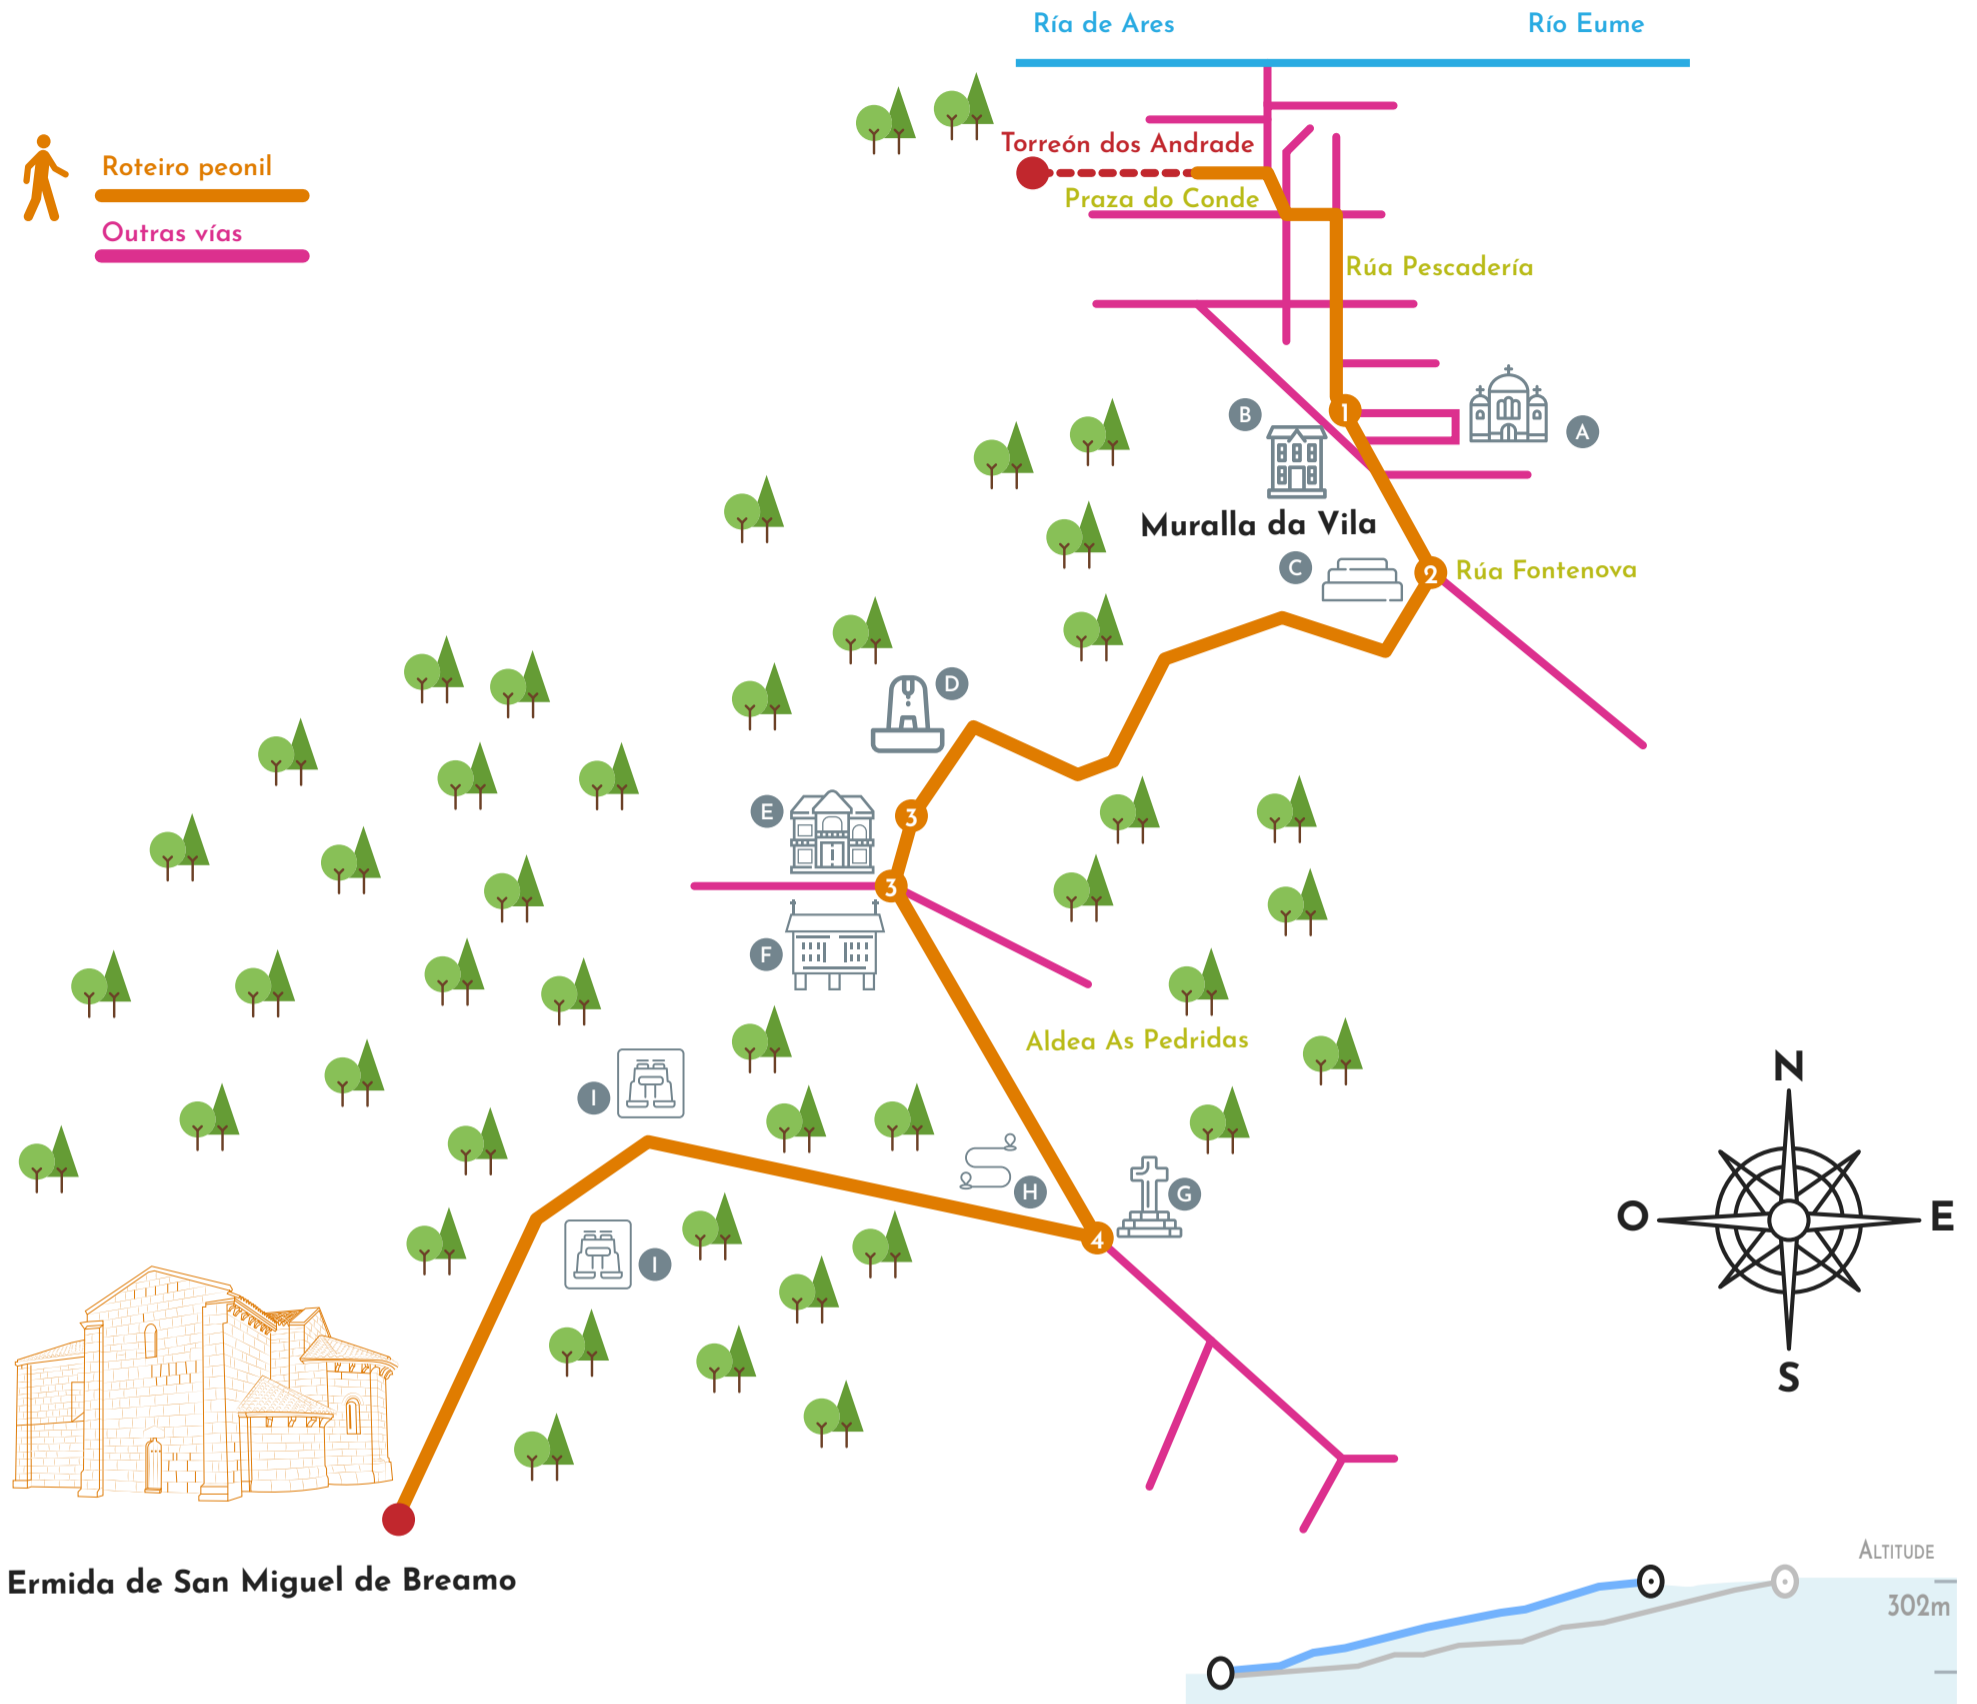 Ría de Ares
Río Eume
Torreón dos Andrade
Roteiro peonil
Praza do Conde
Outras vías
Rúa Pescadería
1
B
A
Muralla da Vila
C
2
Rúa Fontenova
D
E
3
3
F
Aldea As Pedridas
I
N
H
G
O
E
4
I
S
Altitude
Ermida de San Miguel de Breamo
302m